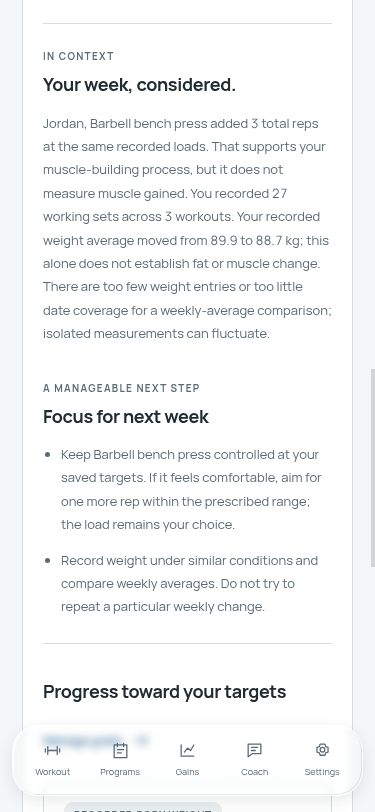 IN CONTEXT
Your week, considered.
Jordan, Barbell bench press added 3 total reps
at the same recorded loads. That supports your
muscle-building process, but it does not
measure muscle gained. You recorded 27
working sets across 3 workouts. Your recorded
weight average moved from 89.9 to 88.7 kg; this
alone does not establish fat or muscle change.
There are too few weight entries or too little
date coverage for a weekly-average comparison;
isolated measurements can fluctuate.
A MANAGEABLE NEXT STEP
Focus for next week
Keep Barbell bench press controlled at your
saved targets. If it feels comfortable, aim for
one more rep within the prescribed range;
the load remains your choice.
Record weight under similar conditions and
compare weekly averages. Do not try to
repeat a particular weekly change.
Progress toward your targets
Workout
Programs
Gains
Coach
Settings